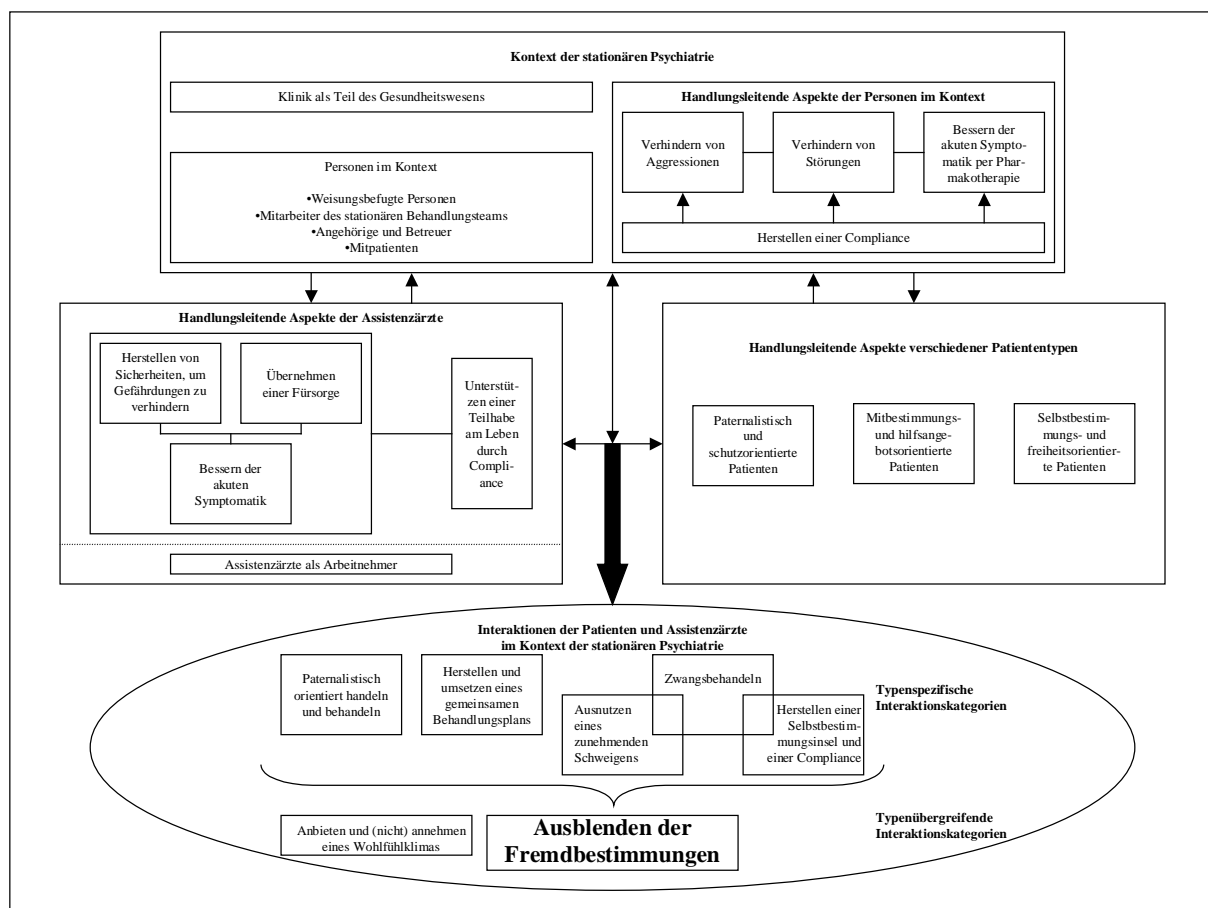 Kontext der stationären Psychiatrie
Klinik als Teil des Gesundheitswesens
Personen im Kontext
•Weisungsbefugte Personen
•Mitarbeiter des stationären Behandlungsteams
•Angehörige und Betreuer
•Mitpatienten
Handlungsleitende Aspekte der Personen im Kontext
Verhindern von
Aggressionen
Verhindern von
Störungen
Bessern der
akuten Sympto-
matik per Phar-
makotherapie
Herstellen einer Compliance
Handlungsleitende Aspekte der Assistenzärzte
Herstellen von
Sicherheiten, um
Gefährdungen zu
verhindern
Übernehmen
einer Fürsorge
Bessern der
akuten
Symptomatik
Unterstüt-
zen einer
Teilhabe
am Leben
durch
Compli-
ance
Assistenzärzte als Arbeitnehmer
Handlungsleitende Aspekte verschiedener Patiententypen
Paternalistisch
und
schutzorientierte
Patienten
Mitbestimmungs-
und hilfsange-
botsorientierte
Patienten
Selbstbestim-
mungs- und
freiheitsorientier-
te Patienten
Interaktionen der Patienten und Assistenzärzte
im Kontext der stationären Psychiatrie
Paternalistisch
orientiert handeln
und behandeln
Herstellen und
umsetzen eines
gemeinsamen
Behandlungsplans
Ausnutzen
eines
zunehmenden
Schweigens
Zwangsbehandeln
Herstellen einer
Selbstbestim-
mungsinsel und
einer Compliance
Typenspezifische
Interaktionskategorien
Anbieten und (nicht) annehmen
eines Wohlfühlklimas
Ausblenden der
Fremdbestimmungen
Typenübergreifende
Interaktionskategorien